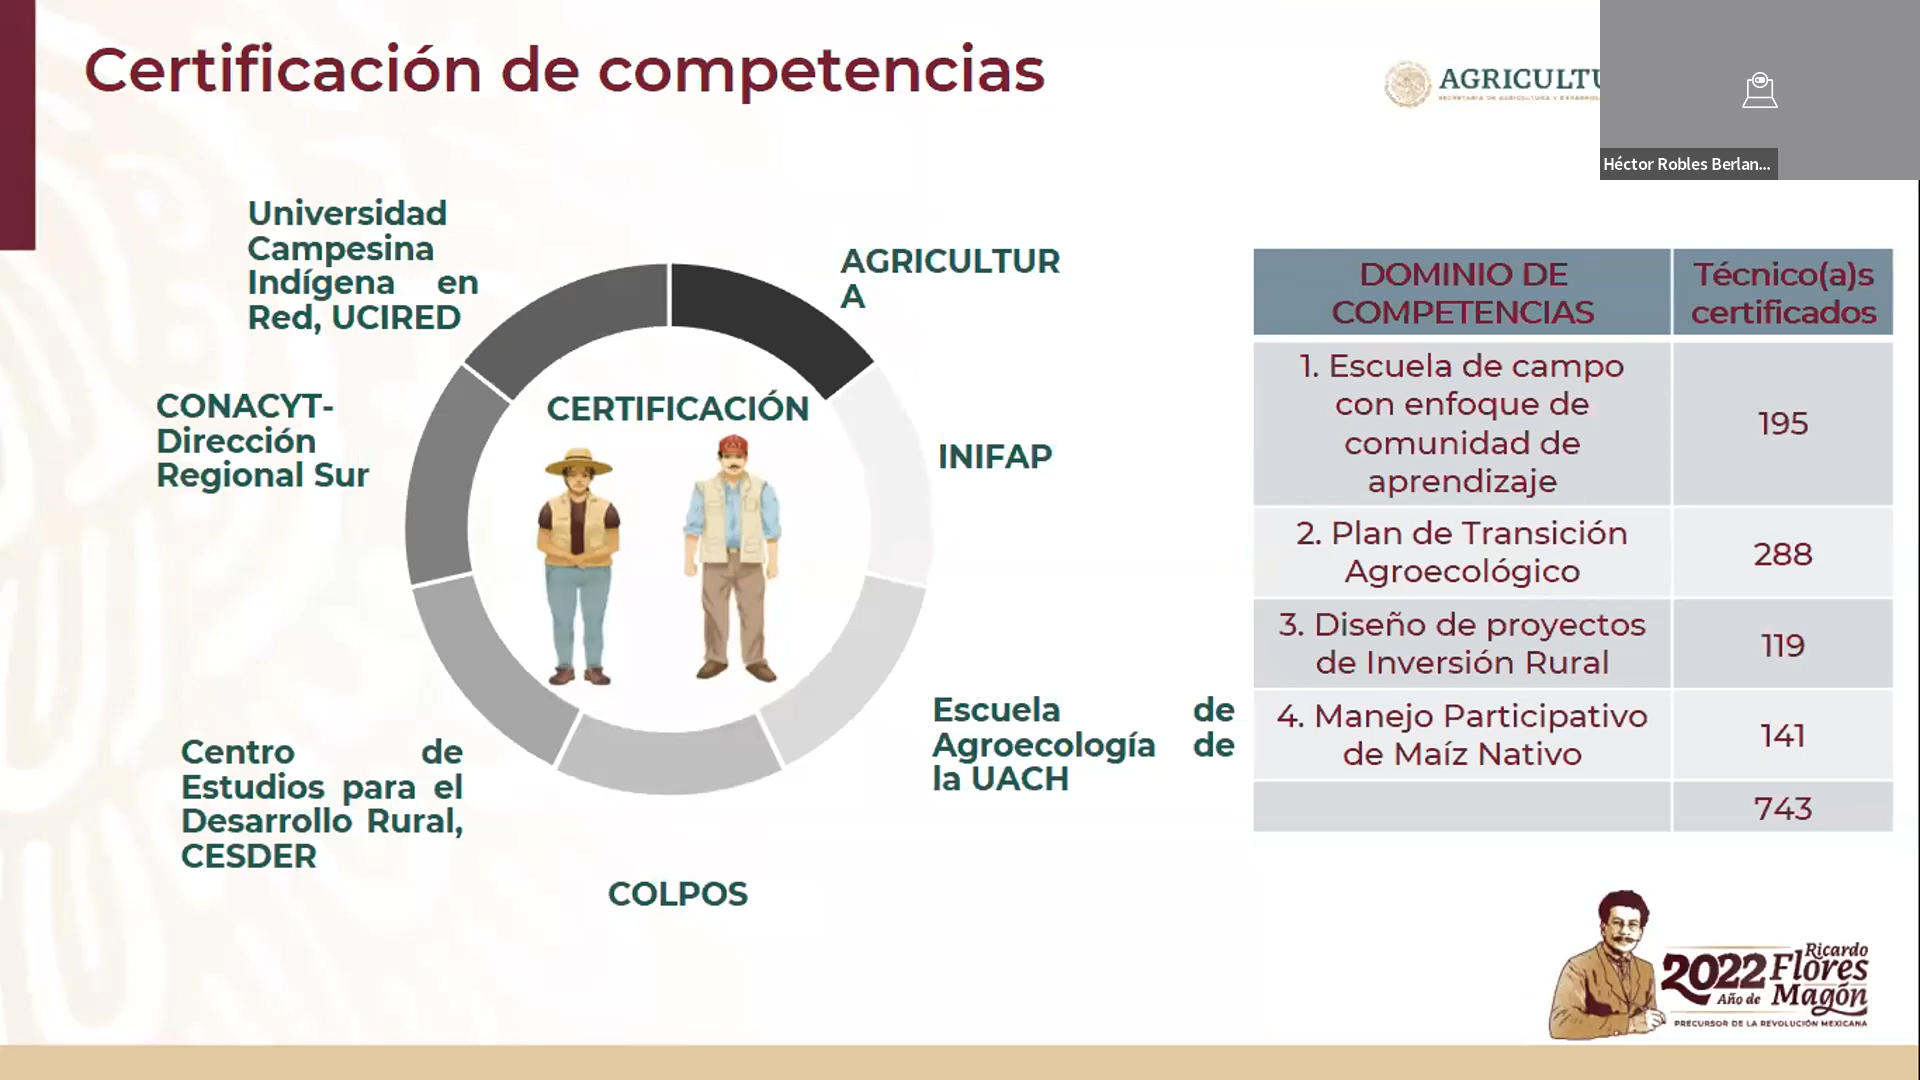 Certificación de competencias
AGRICULTU
Héctor Robles Berlan...
Universidad
Campesina
Indígena en
Red, UCIRED
AGRICULTUR
A
CONACYT-
Dirección
Regional Sur
CERTIFICACIÓN
INIFAP
Escuela de
Agroecología de
la UACH
Centro de
Estudios para el
Desarrollo Rural,
CESDER
COLPOS
DOMINIO DE
COMPETENCIAS
Técnico(a)s
certificados
1. Escuela de campo
con enfoque de
comunidad de
aprendizaje
195
2. Plan de Transición
Agroecológico
288
3. Diseño de proyectos
de Inversión Rural
119
4. Manejo Participativo
de Maíz Nativo
141
743
2022
Año de
Ricardo
Flores
Magón
PRECURSOR DE LA REVOLUCIÓN MEXICANA